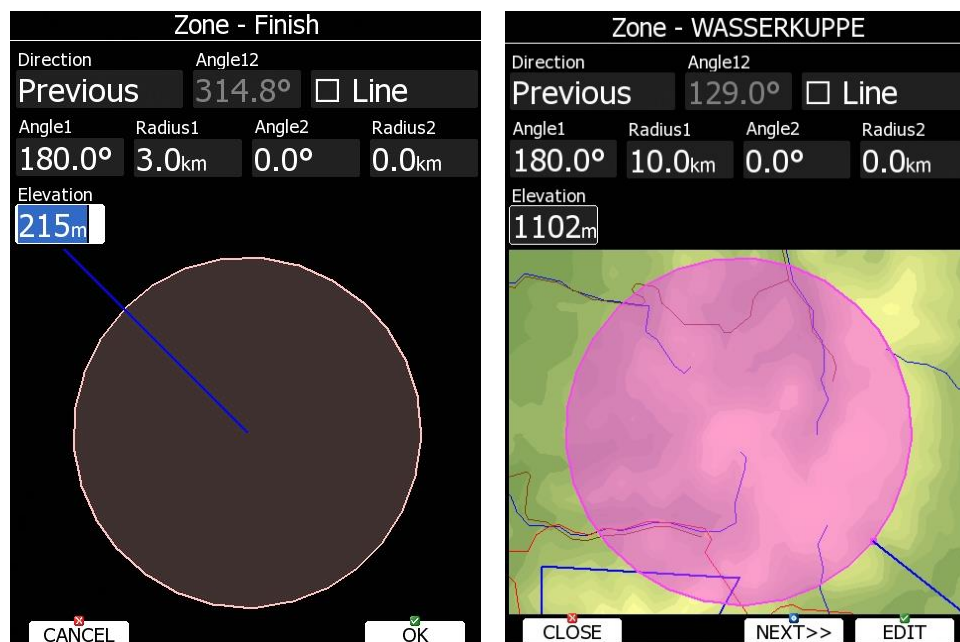 Zone - Finish
Direction Angle12
Previous 314.8° Line
Angle1 Radius1 Angle2 Radius2
180.0° 3.0km 0.0° 0.0km
Elevation
215m
CANCEL OK
Zone - WASSERKUPPE
Direction Angle12
Previous 129.0° Line
Angle1 Radius1 Angle2 Radius2
180.0° 10.0km 0.0° 0.0km
Elevation
1102m
CLOSE NEXT>> EDIT